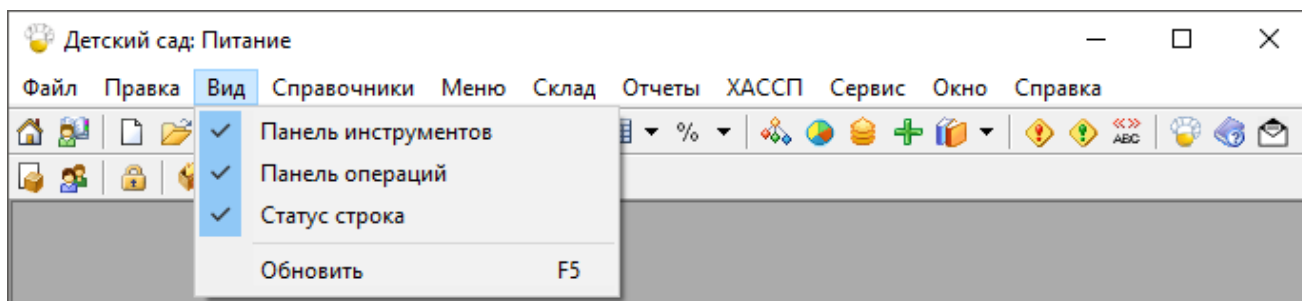 Детский сад: Питание
Файл Правка Вид Справочники Меню Склад Отчеты ХАССП Сервис Окно Справка
Панель инструментов
% ABC
Панель операций
Статус строка
Обновить F5